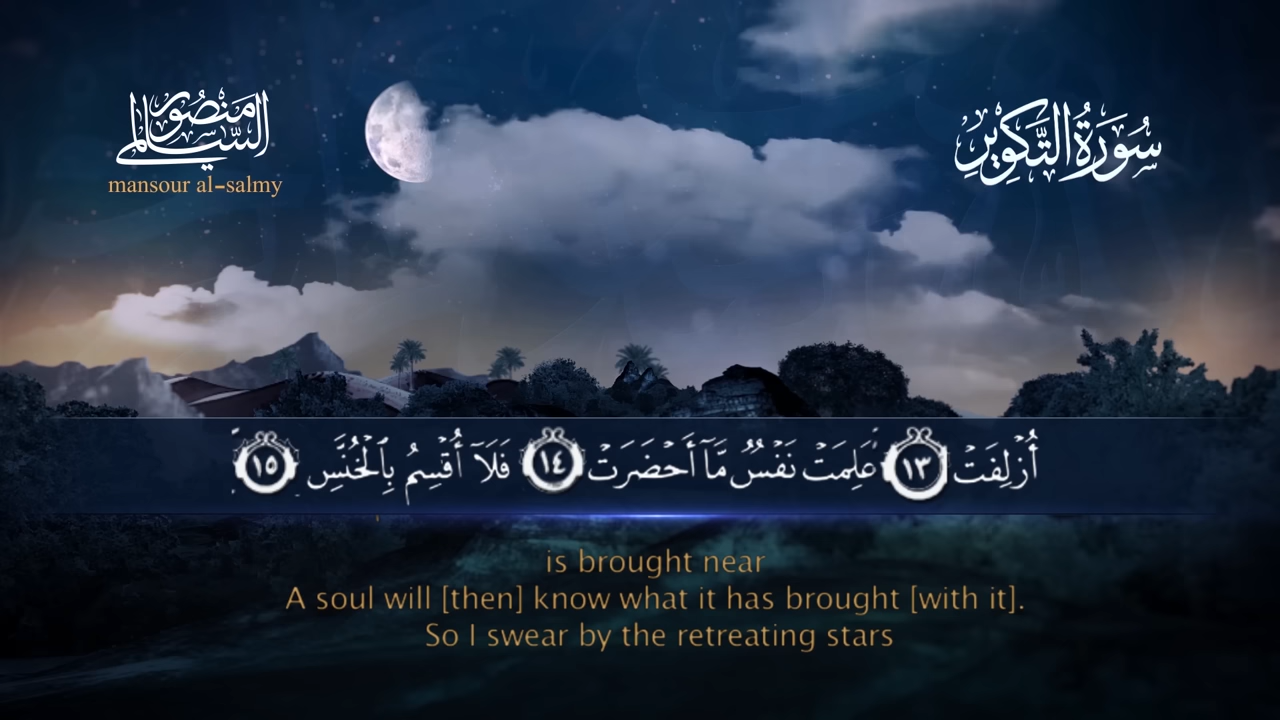 منصور السالمي
mansour al-salmy
سُورَةُ التَّكْوِيرِ
أُزْلِفَتْ ١٣ عَلِمَتْ نَفْسٌ مَّآ أَحْضَرَتْ ١٤ فَلَآ أُقْسِمُ بِٱلْخُنَّسِ ١٥
is brought near
A soul will [then] know what it has brought [with it].
So I swear by the retreating stars